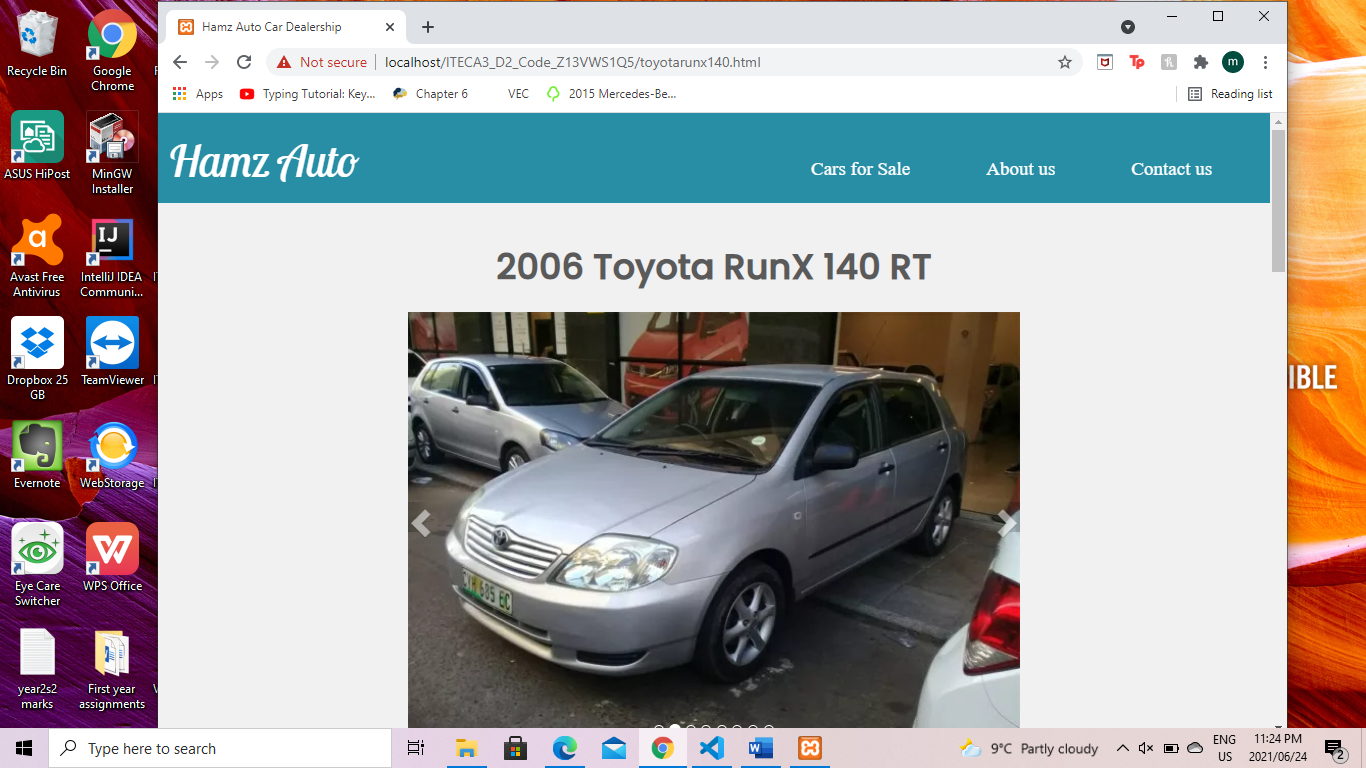 Hamz Auto Car Dealership
Not secure
localhost/ITECA3_D2_Code_Z13VWS1Q5/toyotarunx140.html
Apps
Typing Tutorial: Key...
Chapter 6
VEC
2015 Mercedes-Be...
Reading list
Hamz Auto
Cars for Sale
About us
Contact us
2006 Toyota RunX 140 RT
Recycle Bin
Google
Chrome
ASUS HiPost
MinGW
Installer
Avast Free
Antivirus
IntelliJ IDEA
Communi...
Dropbox 25
GB
TeamViewer
Evernote
WebStorage
Eye Care
Switcher
WPS Office
year2s2
marks
First year
assignments
IBLE
Type here to search
9°C Partly cloudy
ENG
US
11:24 PM
2021/06/24
2